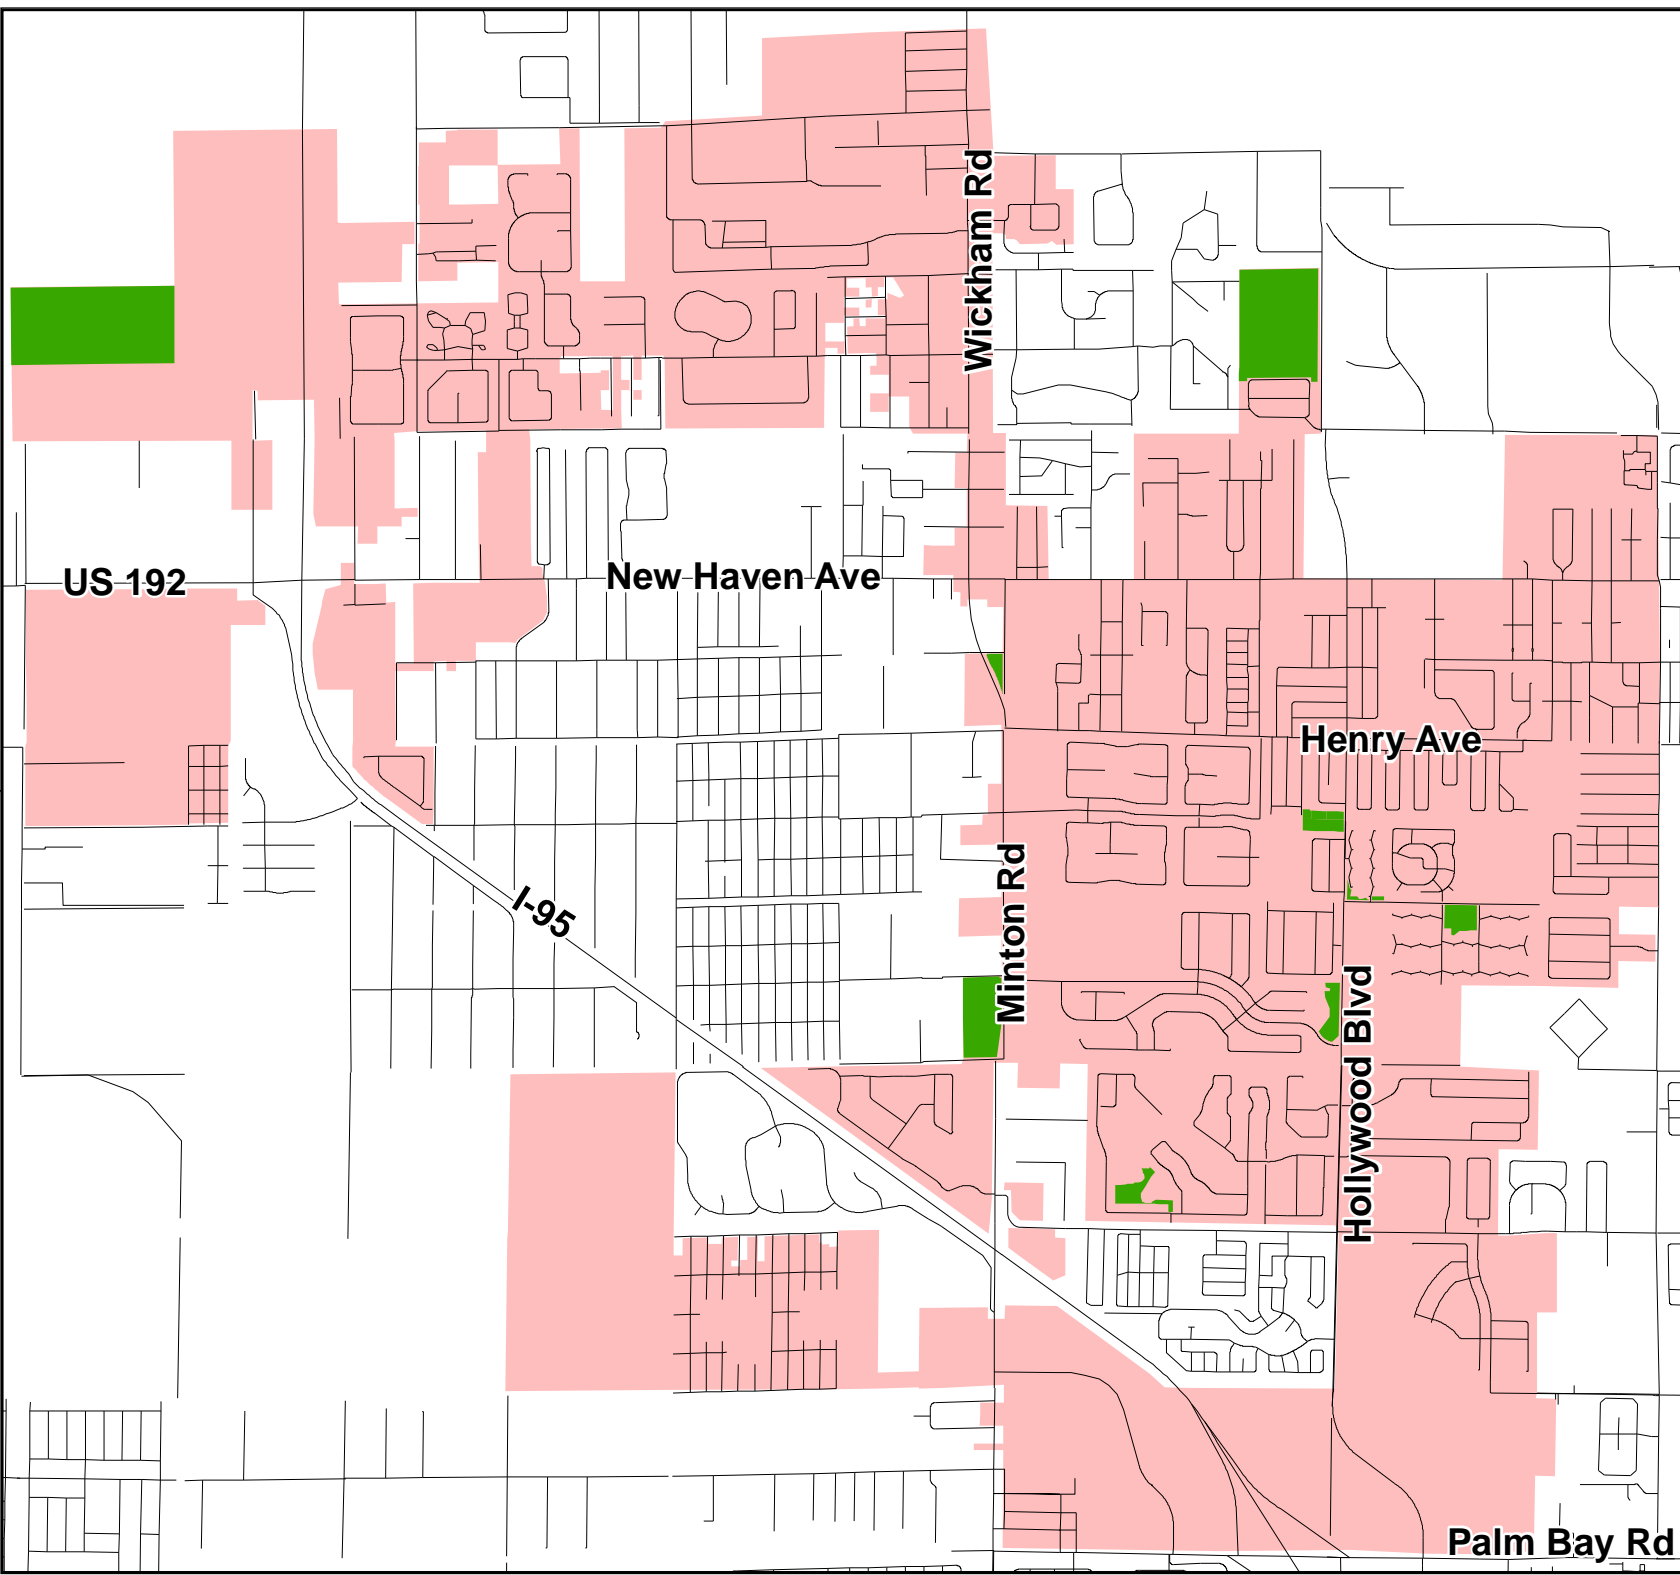 Wickham Rd
US 192
New Haven Ave
Henry Ave
I-95
Minton Rd
Hollywood Blvd
Palm Bay Rd